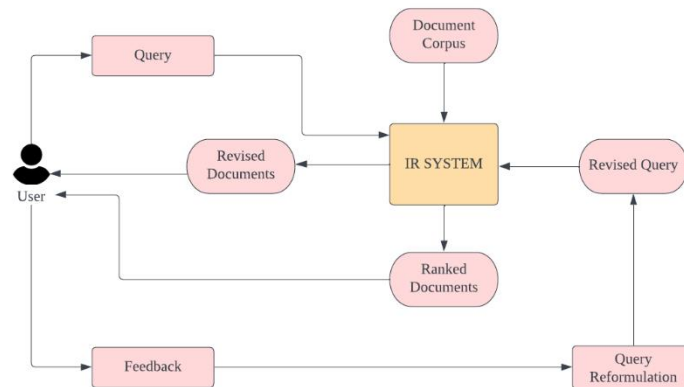 Document
Corpus
Query
Revised
Documents
IR SYSTEM
Revised Query
User
Ranked
Documents
Feedback
Query
Reformulation